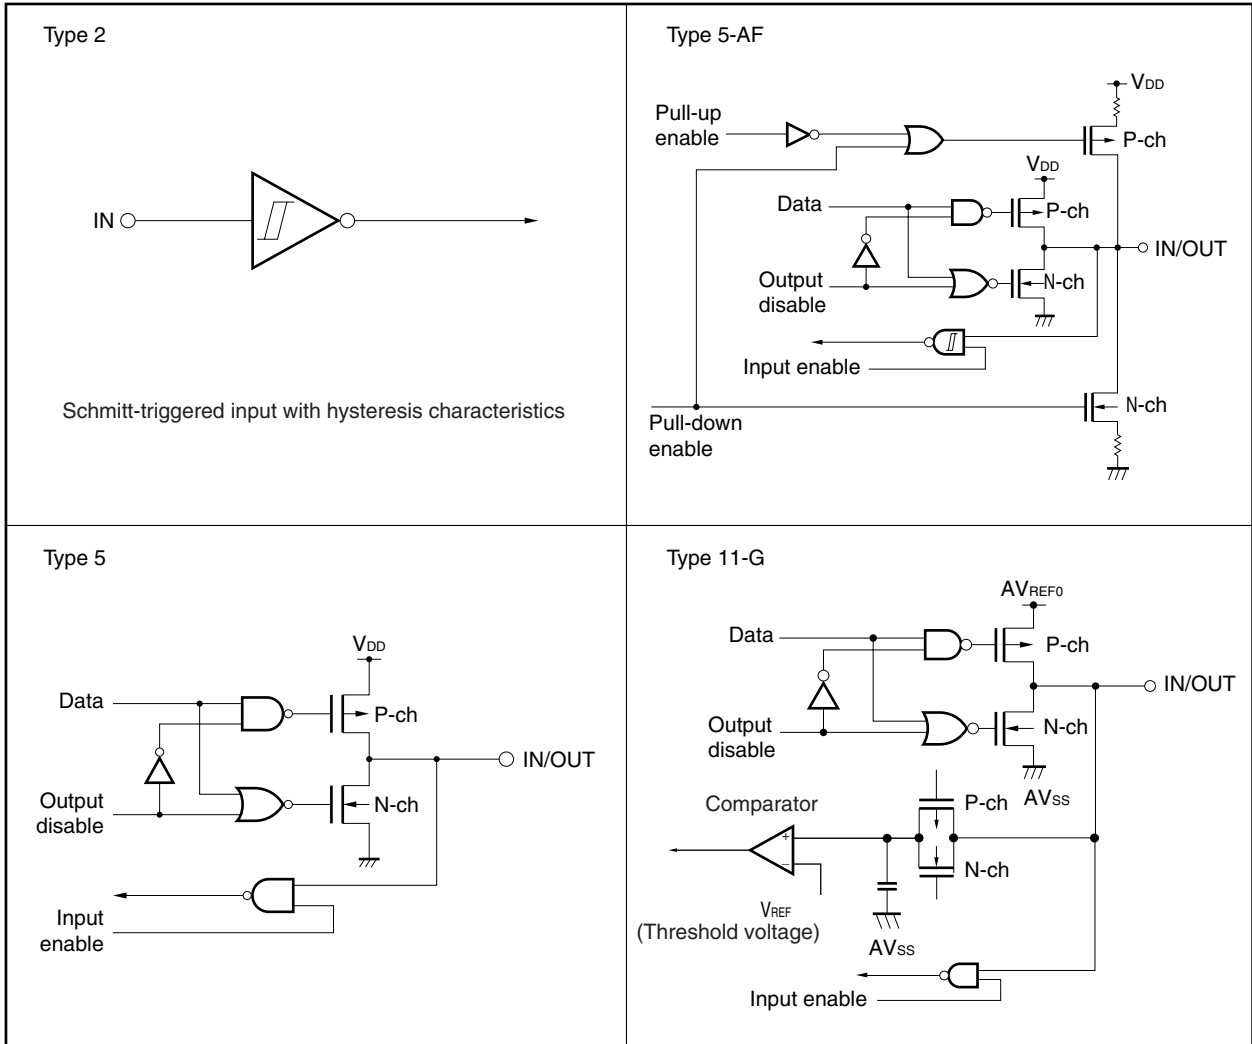 Type 2
IN
Schmitt-triggered input with hysteresis characteristics
Type 5-AF
VDD
Pull-up
enable
P-ch
VDD
Data
P-ch
IN/OUT
Output
disable
N-ch
Input enable
N-ch
Pull-down
enable
Type 5
VDD
Data
P-ch
IN/OUT
Output
disable
N-ch
Input
enable
Type 11-G
AVREF0
Data
P-ch
IN/OUT
Output
disable
N-ch
AVSS
Comparator
P-ch
+
−
N-ch
VREF
(Threshold voltage)
AVSS
Input enable